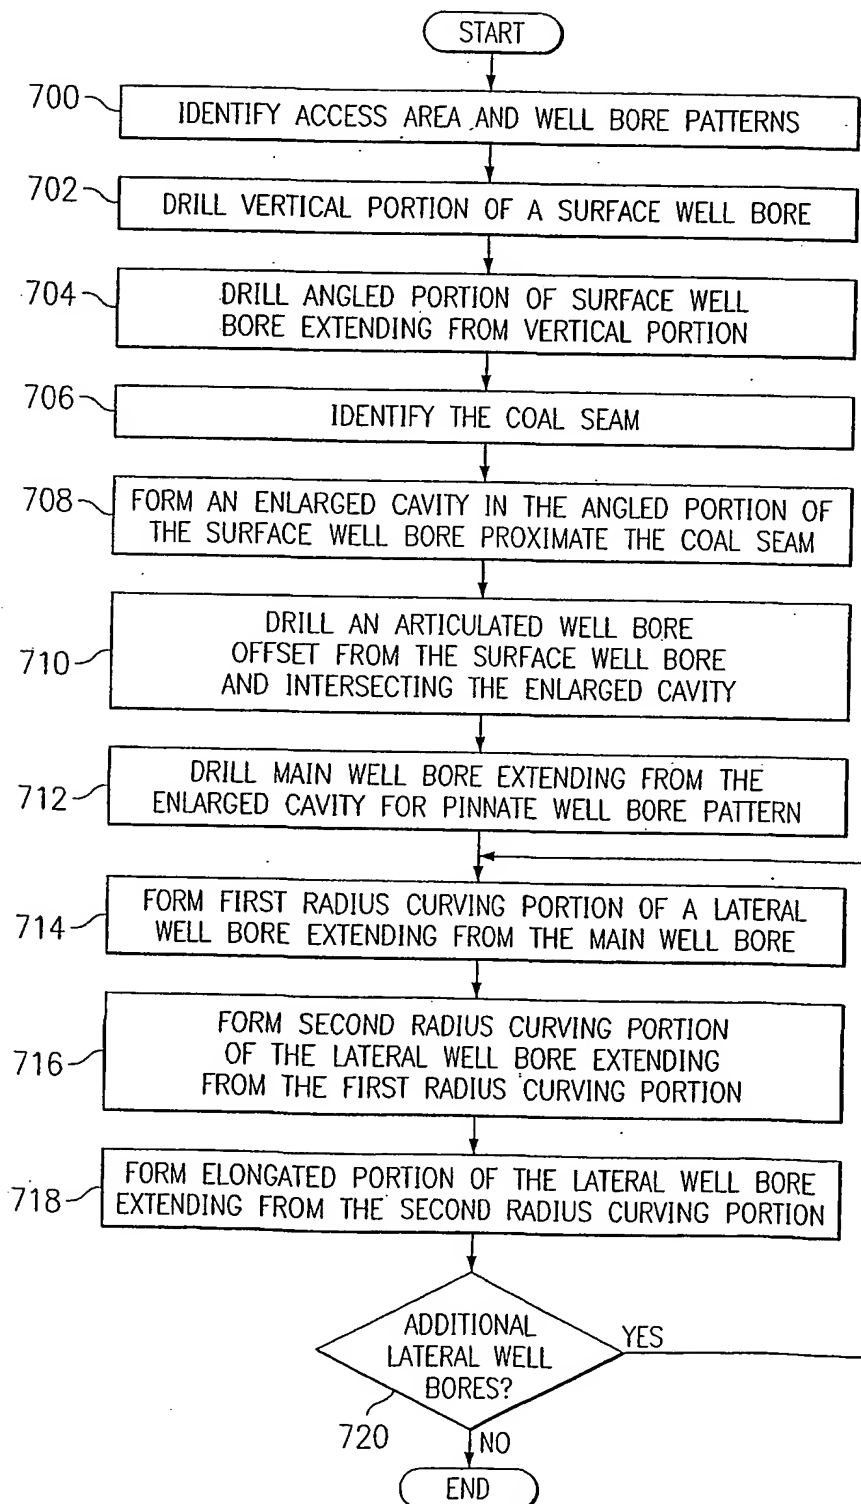 START
700
IDENTIFY ACCESS AREA AND WELL BORE PATTERNS
702
DRILL VERTICAL PORTION OF A SURFACE WELL BORE
704
DRILL ANGLED PORTION OF SURFACE WELL
BORE EXTENDING FROM VERTICAL PORTION
706
IDENTIFY THE COAL SEAM
708
FORM AN ENLARGED CAVITY IN THE ANGLED PORTION OF
THE SURFACE WELL BORE PROXIMATE THE COAL SEAM
710
DRILL AN ARTICULATED WELL BORE
OFFSET FROM THE SURFACE WELL BORE
AND INTERSECTING THE ENLARGED CAVITY
712
DRILL MAIN WELL BORE EXTENDING FROM THE
ENLARGED CAVITY FOR PINNATE WELL BORE PATTERN
714
FORM FIRST RADIUS CURVING PORTION OF A LATERAL
WELL BORE EXTENDING FROM THE MAIN WELL BORE
716
FORM SECOND RADIUS CURVING PORTION
OF THE LATERAL WELL BORE EXTENDING
FROM THE FIRST RADIUS CURVING PORTION
718
FORM ELONGATED PORTION OF THE LATERAL WELL BORE
EXTENDING FROM THE SECOND RADIUS CURVING PORTION
ADDITIONAL
LATERAL WELL
BORES?
YES
720
NO
END